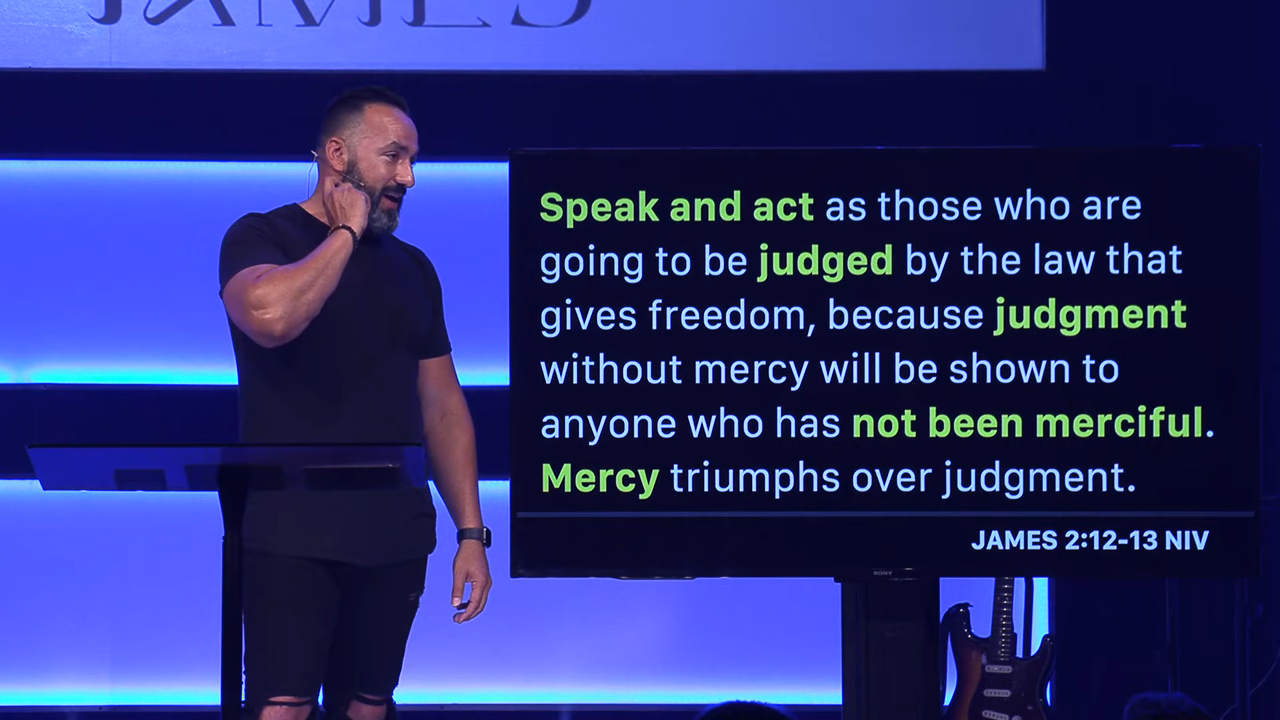 JAMES
Speak and act as those who are
going to be judged by the law that
gives freedom, because judgment
without mercy will be shown to
anyone who has not been merciful.
Mercy triumphs over judgment.
JAMES 2:12-13 NIV
SONY